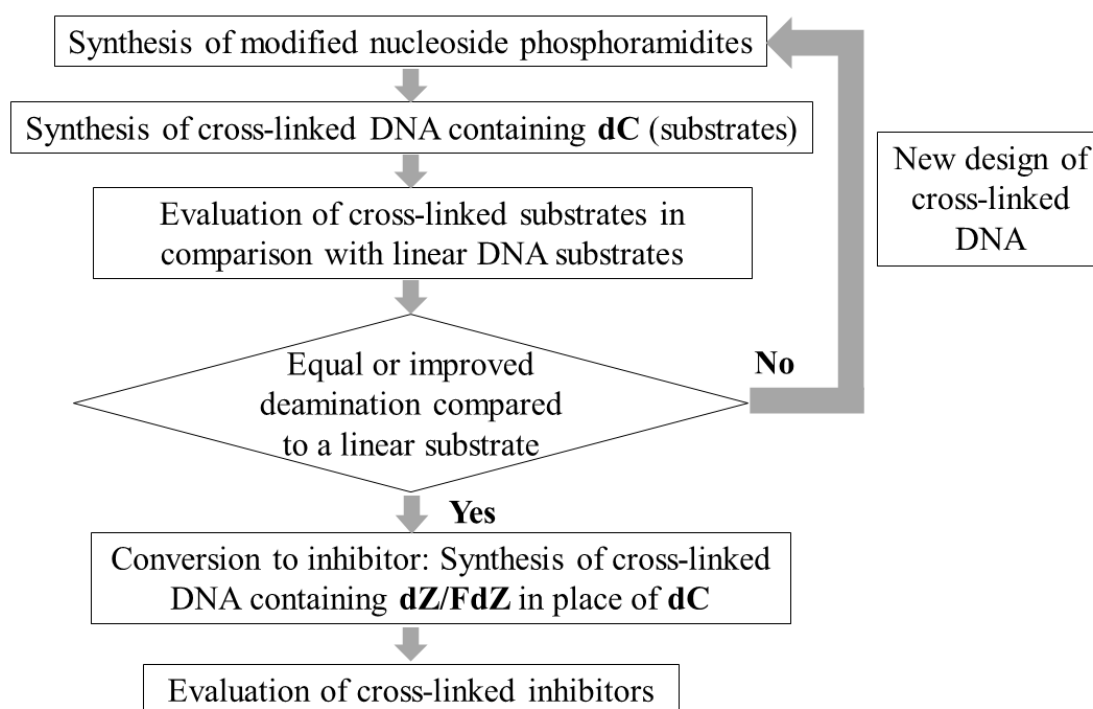 Synthesis of modified nucleoside phosphoramidites
Synthesis of cross-linked DNA containing dC (substrates)
Evaluation of cross-linked substrates in
comparison with linear DNA substrates
Equal or improved
deamination compared
to a linear substrate
No
New design of
cross-linked
DNA
Yes
Conversion to inhibitor: Synthesis of cross-linked
DNA containing dZ/FdZ in place of dC
Evaluation of cross-linked inhibitors